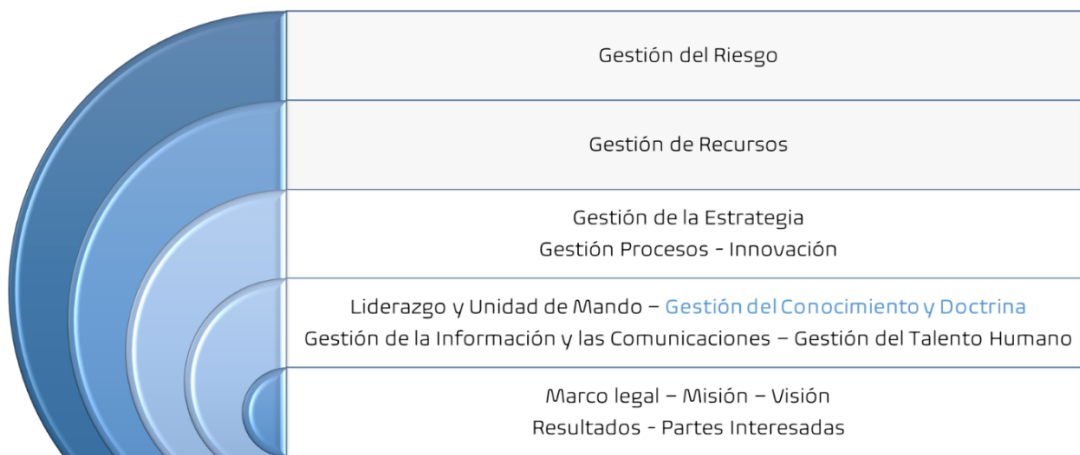 Gestión del Riesgo
Gestión de Recursos
Gestión de la Estrategia
Gestión Procesos - Innovación
Liderazgo y Unidad de Mando – Gestión del Conocimiento y Doctrina
Gestión de la Información y las Comunicaciones – Gestión del Talento Humano
Marco legal – Misión – Visión
Resultados - Partes Interesadas